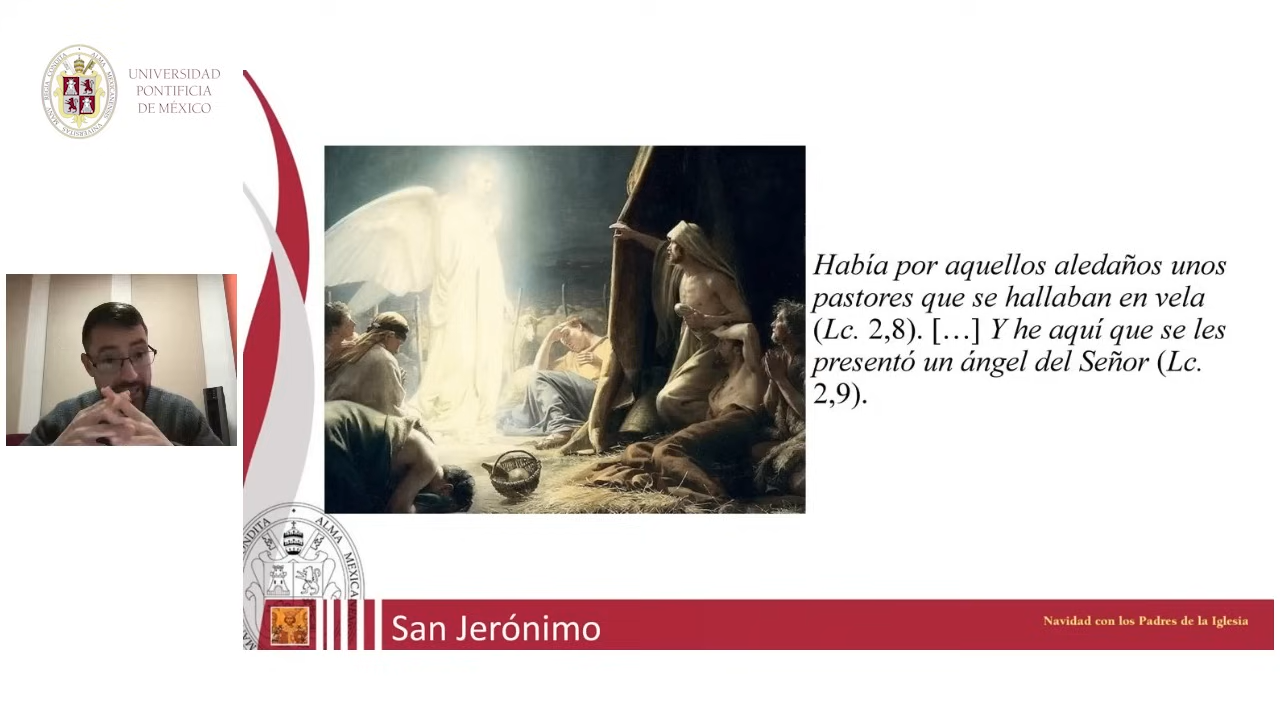 UNIVERSIDAD
PONTIFICIA
DE MÉXICO
Había por aquellos aledaños unos
pastores que se hallaban en vela
(Lc. 2,8). […] Y he aquí que se les
presentó un ángel del Señor (Lc.
2,9).
ALMA MEXICA
San Jerónimo
Navidad con los Padres de la Iglesia